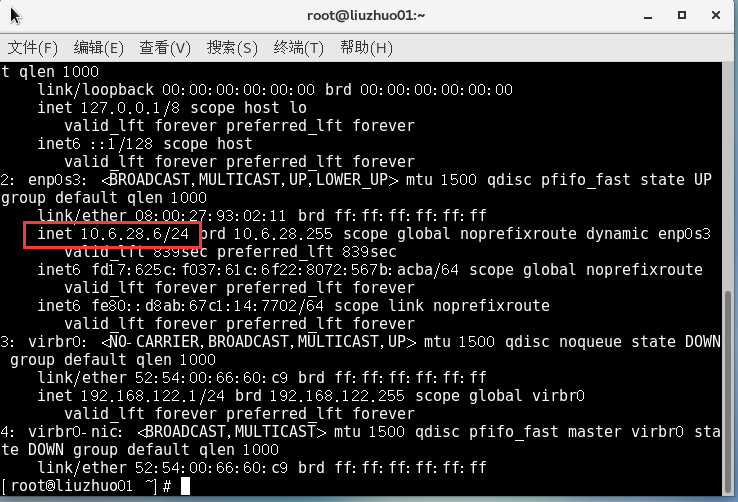 root@liuzhuo01:~
文件(F) 编辑(E) 查看(V) 搜索(S) 终端(T) 帮助(H)
t qlen 1000
link/loopback 00:00:00:00:00:00 brd 00:00:00:00:00:00
inet 127.0.0.1/8 scope host lo
valid_lft forever preferred_lft forever
inet6 ::1/128 scope host
valid_lft forever preferred_lft forever
2: enp0s3: <BROADCAST,MULTICAST,UP,LOWER_UP> mtu 1500 qdisc pfifo_fast state UP
group default qlen 1000
link/ether 08:00:27:93:02:11 brd ff:ff:ff:ff:ff:ff
inet 10.6.28.6/24 brd 10.6.28.255 scope global noprefixroute dynamic enp0s3
valid_lft 839sec preferred_lft 839sec
inet6 fd17:625c:f037:61c:6f22:8072:567b:acba/64 scope global noprefixroute
valid_lft forever preferred_lft forever
inet6 fe80::d8ab:67c1:14:7702/64 scope link noprefixroute
valid_lft forever preferred_lft forever
3: virbr0: <NO-CARRIER,BROADCAST,MULTICAST,UP> mtu 1500 qdisc noqueue state DOWN
group default qlen 1000
link/ether 52:54:00:66:60:c9 brd ff:ff:ff:ff:ff:ff
inet 192.168.122.1/24 brd 192.168.122.255 scope global virbr0
valid_lft forever preferred_lft forever
4: virbr0-nic: <BROADCAST,MULTICAST> mtu 1500 qdisc pfifo_fast master virbr0 sta
te DOWN group default qlen 1000
link/ether 52:54:00:66:60:c9 brd ff:ff:ff:ff:ff:ff
[root@liuzhuo01 ~]#